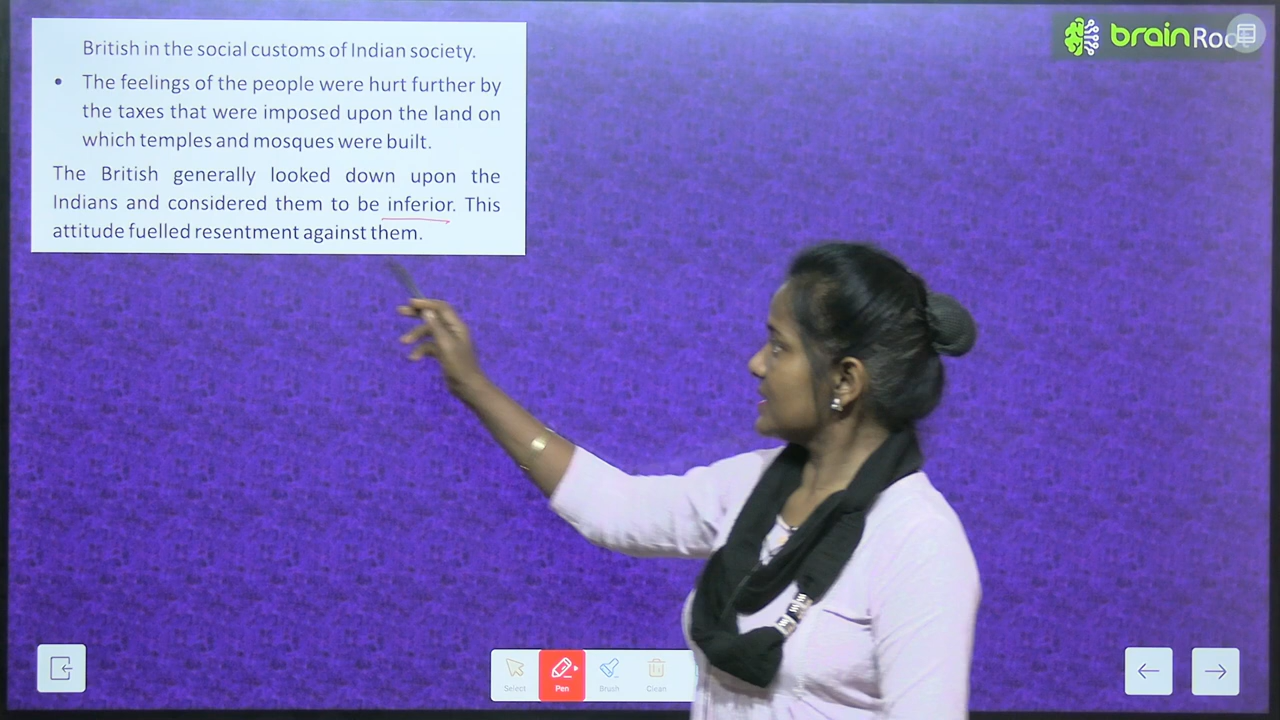 British in the social customs of Indian society.
• The feelings of the people were hurt further by
the taxes that were imposed upon the land on
which temples and mosques were built.
The British generally looked down upon the
Indians and considered them to be inferior. This
attitude fuelled resentment against them.
brainRoot
Select Pen Brush Clean